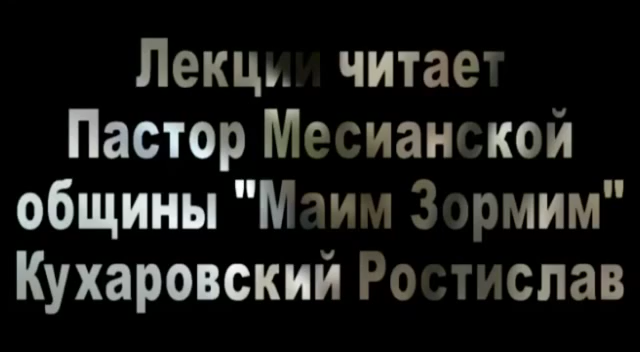 Лекции читает
Пастор Месианской
общины "Маим Зормим"
Кухаровский Ростислав